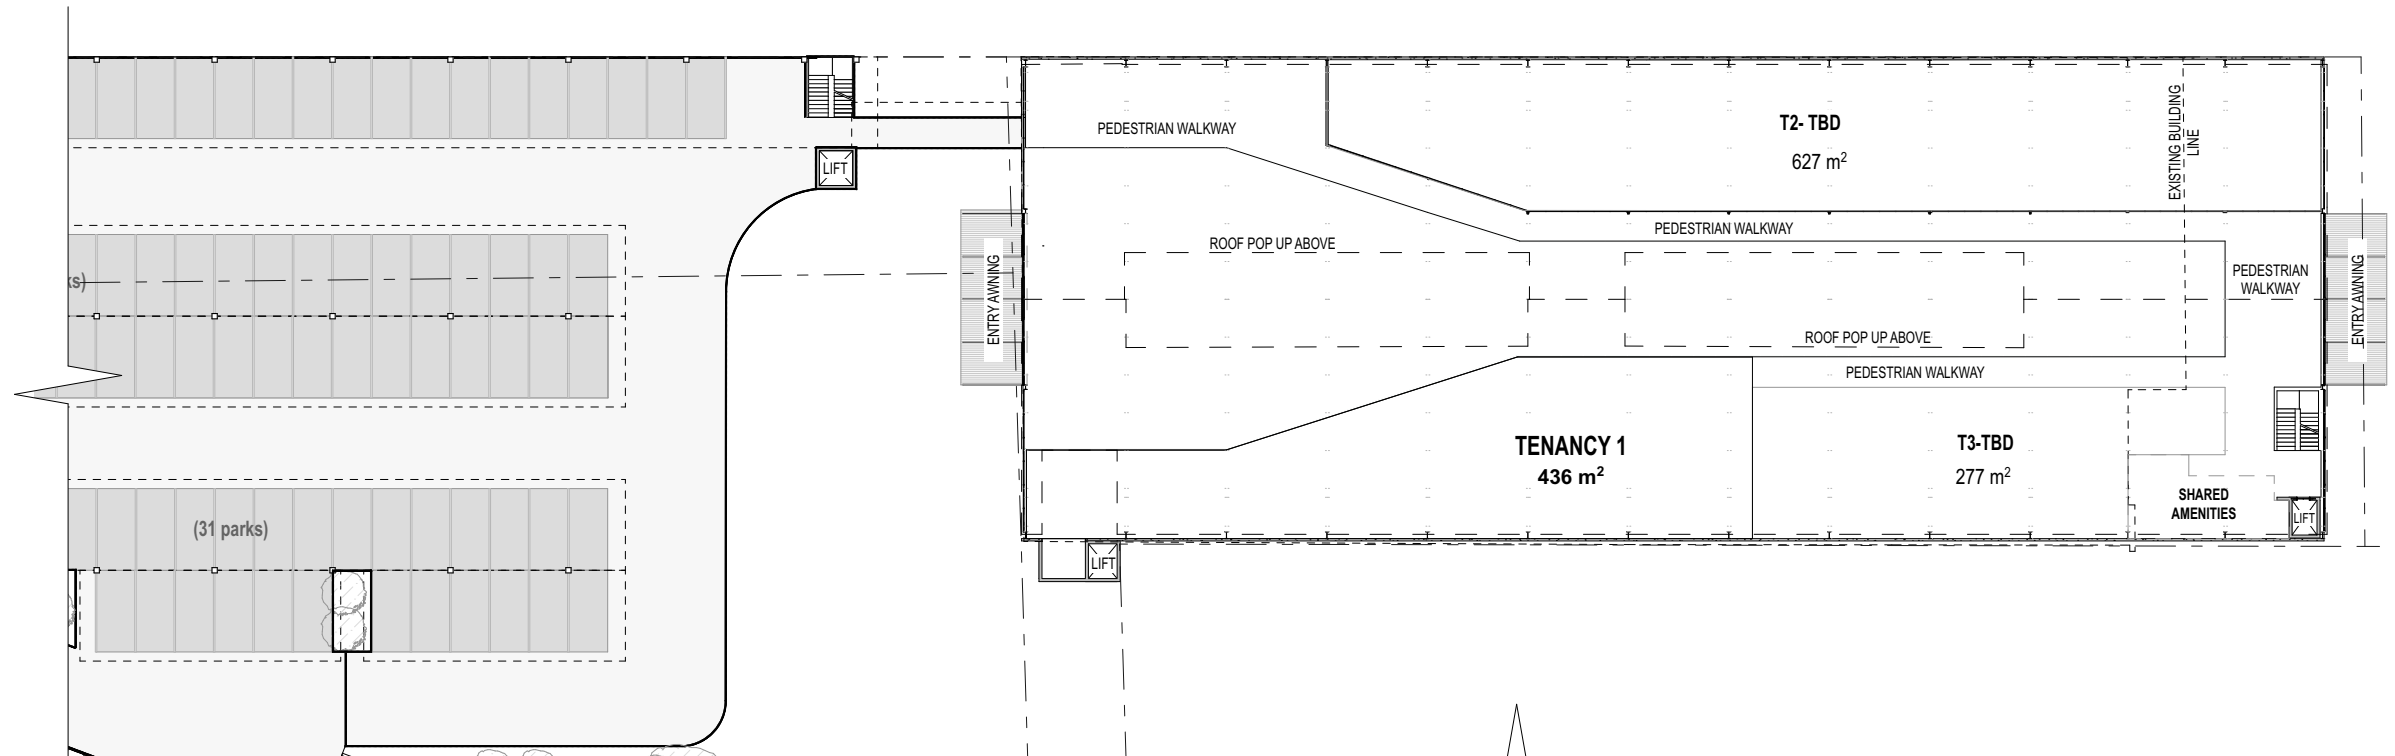 PEDESTRIAN WALKWAY
T2- TBD
627 m²
EXISTING BUILDING
LINE
LIFT
PEDESTRIAN WALKWAY
ROOF POP UP ABOVE
ENTRY AWNING
ks)
PEDESTRIAN
WALKWAY
ENTRY AWNING
ROOF POP UP ABOVE
PEDESTRIAN WALKWAY
TENANCY 1
436 m²
T3-TBD
277 m²
SHARED
AMENITIES
LIFT
(31 parks)
LIFT